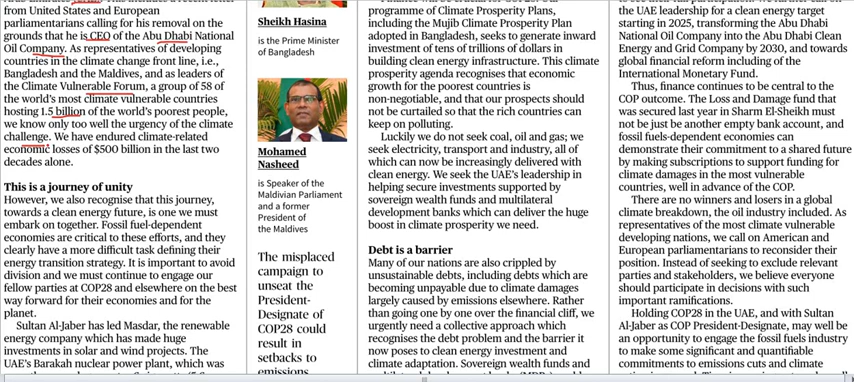 from United States and European
parliamentarians calling for his removal on the
grounds that he is CEO of the Abu Dhabi National
Oil Company. As representatives of developing
countries in the climate change front line, i.e.,
Bangladesh and the Maldives, and as leaders of
the Climate Vulnerable Forum, a group of 58 of
the world's most climate vulnerable countries
hosting 1.5 billion of the world's poorest people,
we know only too well the urgency of the climate
challenge. We have endured climate-related
economic losses of $500 billion in the last two
decades alone.
This is a journey of unity
However, we also recognise that this journey,
towards a clean energy future, is one we must
embark on together. Fossil fuel-dependent
economies are critical to these efforts, and they
clearly have a more difficult task defining their
energy transition strategy. It is important to avoid
division and we must continue to engage our
fellow parties at COP28 and elsewhere on the best
way forward for their economies and for the
planet.
Sultan Al-Jaber has led Masdar, the renewable
energy company which has made huge
investments in solar and wind projects. The
UAE's Barakah nuclear power plant, which was
Sheikh Hasina
is the Prime Minister
of Bangladesh
Mohamed
Nasheed
is Speaker of the
Maldivian Parliament
and a former
President of
the Maldives
The misplaced
campaign to
unseat the
President-
Designate of
COP28 could
result in
setbacks to
emissions
programme of Climate Prosperity Plans,
including the Mujib Climate Prosperity Plan
adopted in Bangladesh, seeks to generate inward
investment of tens of trillions of dollars in
building clean energy infrastructure. This climate
prosperity agenda recognises that economic
growth for the poorest countries is
non-negotiable, and that our prospects should
not be curtailed so that the rich countries can
keep on polluting.
Luckily we do not seek coal, oil and gas; we
seek electricity, transport and industry, all of
which can now be increasingly delivered with
clean energy. We seek the UAE's leadership in
helping secure investments supported by
sovereign wealth funds and multilateral
development banks which can deliver the huge
boost in climate prosperity we need.
Debt is a barrier
Many of our nations are also crippled by
unsustainable debts, including debts which are
becoming unpayable due to climate damages
largely caused by emissions elsewhere. Rather
than going one by one over the financial cliff, we
urgently need a collective approach which
recognises the debt problem and the barrier it
now poses to clean energy investment and
climate adaptation. Sovereign wealth funds and
the UAE leadership for a clean energy target
starting in 2025, transforming the Abu Dhabi
National Oil Company into the Abu Dhabi Clean
Energy and Grid Company by 2030, and towards
global financial reform including of the
International Monetary Fund.
Thus, finance continues to be central to the
COP outcome. The Loss and Damage fund that
was secured last year in Sharm El-Sheikh must
not be just be another empty bank account, and
fossil fuels-dependent economies can
demonstrate their commitment to a shared future
by making subscriptions to support funding for
climate damages in the most vulnerable
countries, well in advance of the COP.
There are no winners and losers in a global
climate breakdown, the oil industry included. As
representatives of the most climate vulnerable
developing nations, we call on American and
European parliamentarians to reconsider their
position. Instead of seeking to exclude relevant
parties and stakeholders, we believe everyone
should participate in decisions with such
important ramifications.
Holding COP28 in the UAE, and with Sultan
Al-Jaber as COP President-Designate, may well be
an opportunity to engage the fossil fuels industry
to make some significant and quantifiable
commitments to emissions cuts and climate